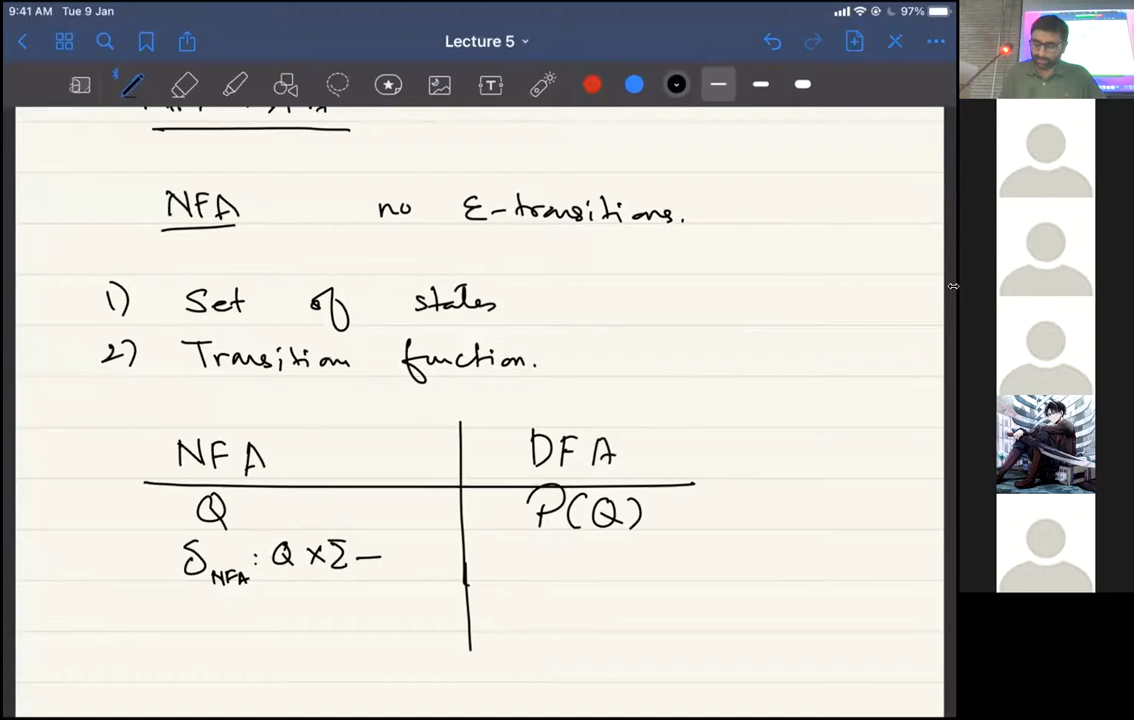 9:41 AM Tue 9 Jan
97%
Lecture 5
NFA no ε-transitions.
1) Set of states
2) Transition function.
NFA DFA
Q P(Q)
δ_NFA : Q × Σ —